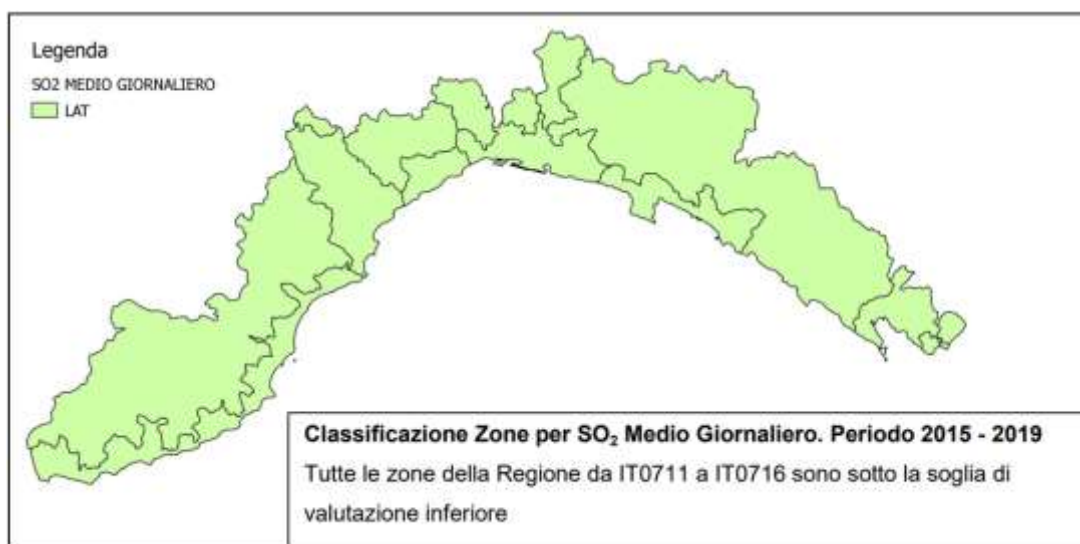 Legenda
SO2 MEDIO GIORNALIERO
LAT
Classificazione Zone per SO₂ Medio Giornaliero. Periodo 2015 - 2019
Tutte le zone della Regione da IT0711 a IT0716 sono sotto la soglia di
valutazione inferiore